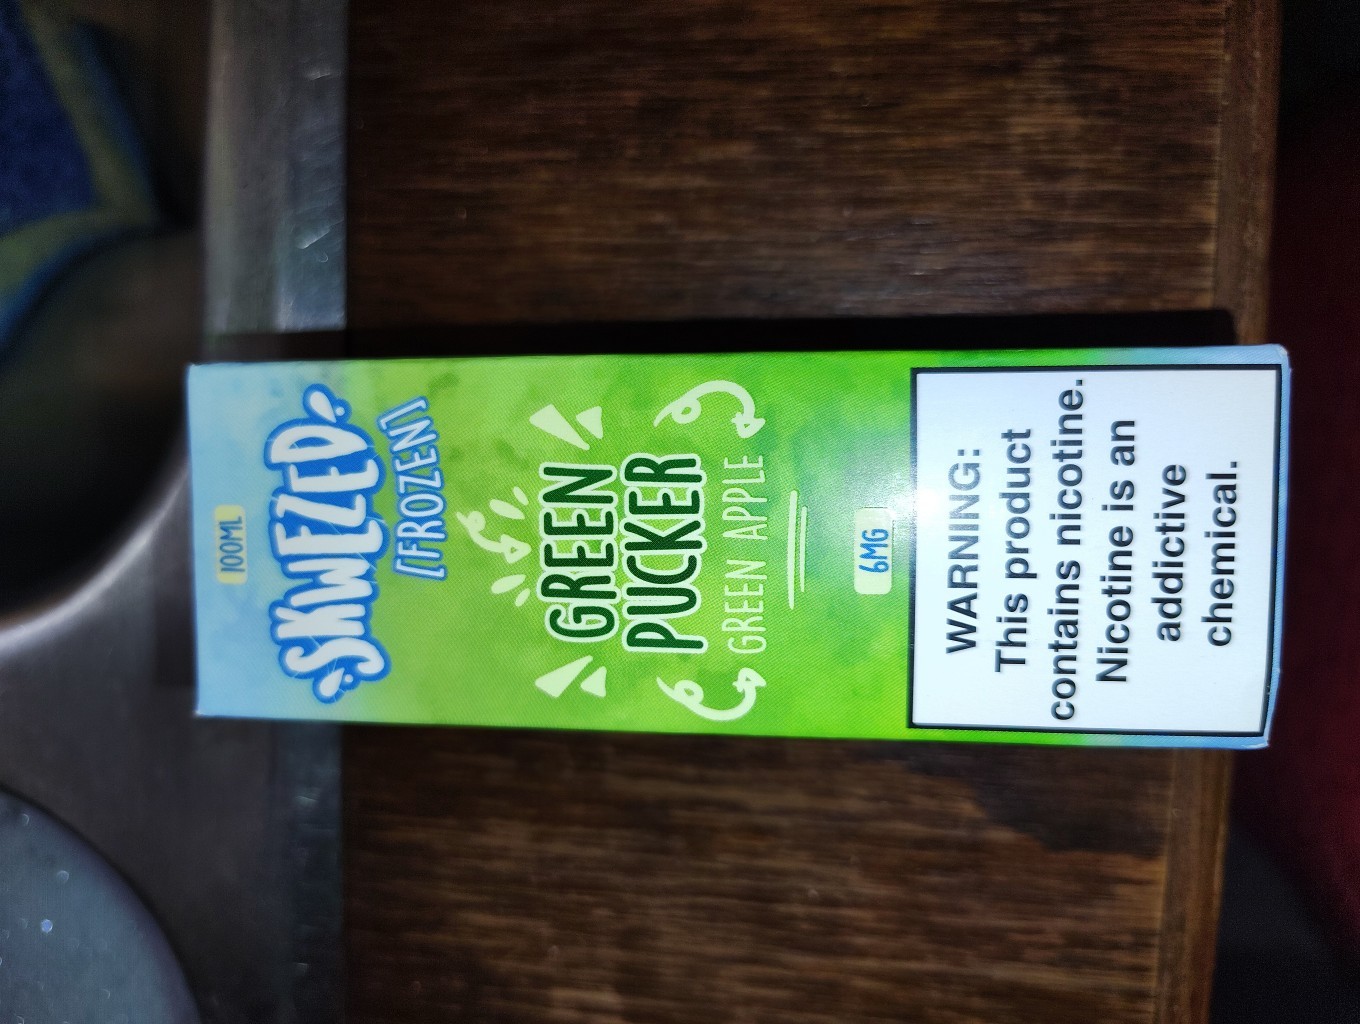 100ML
SKWEZED
[FROZEN]
GREEN
PUCKER
GREEN APPLE
6MG
WARNING:
This product
contains nicotine.
Nicotine is an
addictive
chemical.